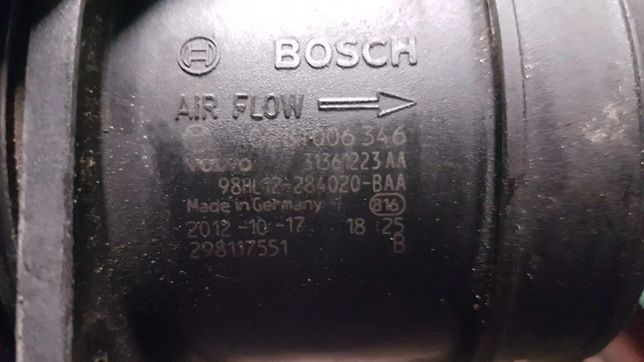 BOSCH
AIR FLOW
006 346
VOLVO 31361223 AA
98HL12-284020-BAA
Made in Germany 816
2012-10-17 18:25
298117551 B